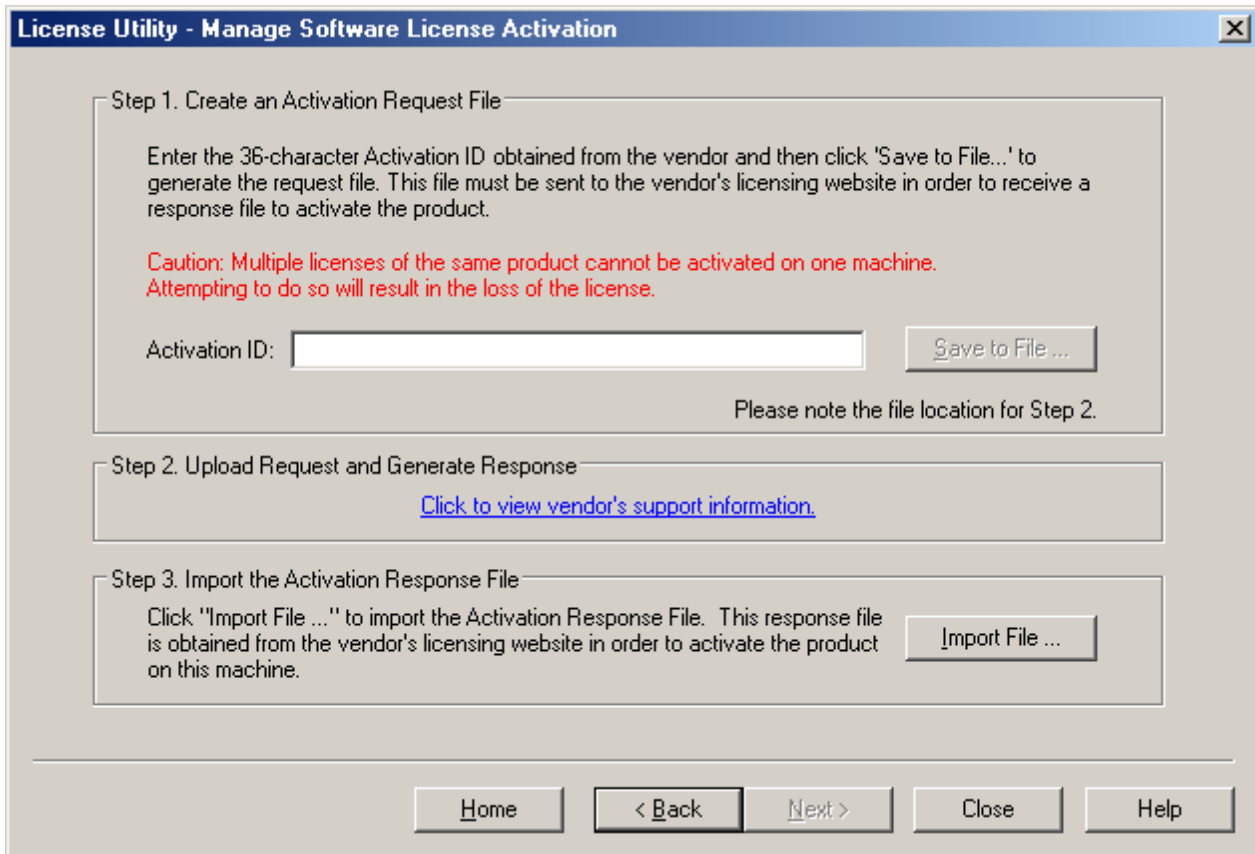 License Utility - Manage Software License Activation
Step 1. Create an Activation Request File
Enter the 36-character Activation ID obtained from the vendor and then click 'Save to File...' to
generate the request file. This file must be sent to the vendor's licensing website in order to receive a
response file to activate the product.
Caution: Multiple licenses of the same product cannot be activated on one machine.
Attempting to do so will result in the loss of the license.
Activation ID:
Save to File ...
Please note the file location for Step 2.
Step 2. Upload Request and Generate Response
Click to view vendor's support information.
Step 3. Import the Activation Response File
Click "Import File ..." to import the Activation Response File.  This response file
is obtained from the vendor's licensing website in order to activate the product
on this machine.
Import File ...
Home
< Back
Next >
Close
Help